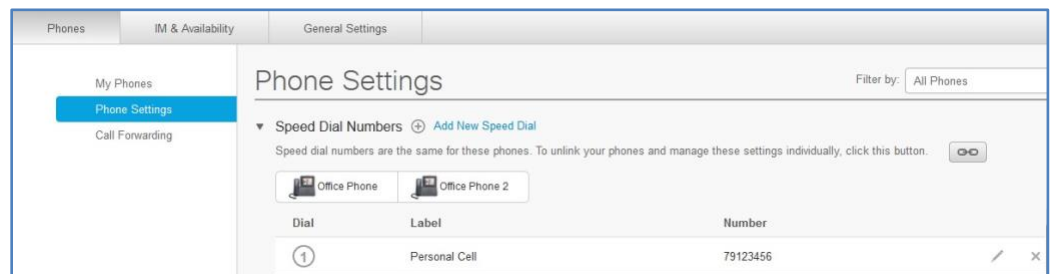 Phones IM & Availability General Settings
My Phones
Phone Settings
Call Forwarding
Phone Settings
Filter by: All Phones
Speed Dial Numbers Add New Speed Dial
Speed dial numbers are the same for these phones. To unlink your phones and manage these settings individually, click this button.
Office Phone Office Phone 2
Dial Label Number
1 Personal Cell 79123456